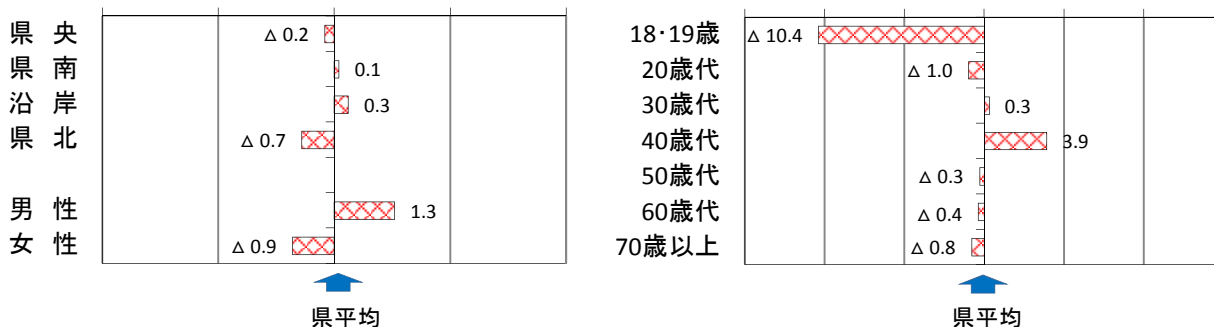 県 央 △ 0.2
県 南 0.1
沿 岸 0.3
県 北 △ 0.7
男 性 1.3
女 性 △ 0.9
県平均
18・19歳 △ 10.4
20歳代 △ 1.0
30歳代 0.3
40歳代 3.9
50歳代 △ 0.3
60歳代 △ 0.4
70歳以上 △ 0.8
県平均